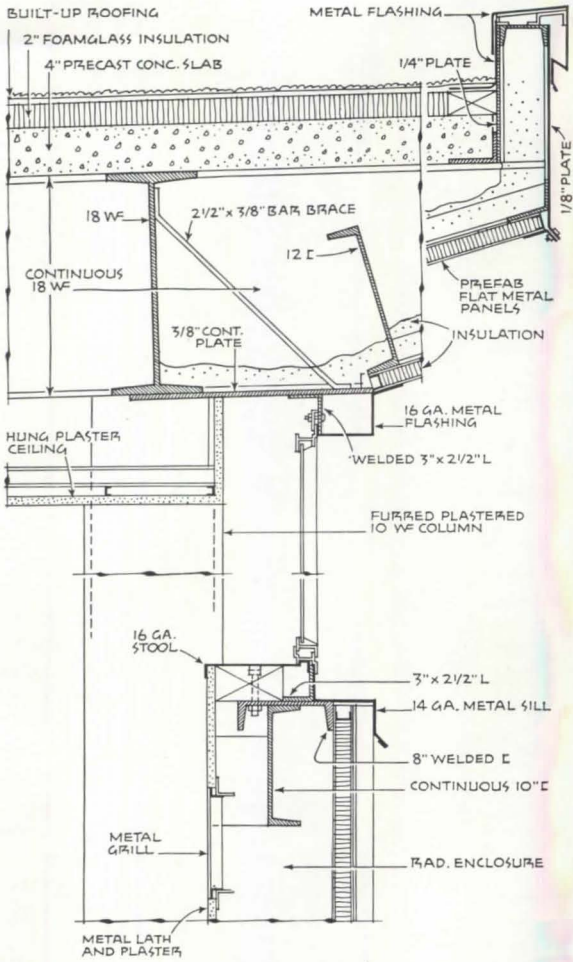 BUILT-UP ROOFING
METAL FLASHING
2" FOAMGLASS INSULATION
4" PRECAST CONC. SLAB
1/4" PLATE
1/8" PLATE
18 WF
2 1/2" x 3/8" BAR BRACE
12 [
CONTINUOUS
18 WF
PREFAB
FLAT METAL
PANELS
3/8" CONT.
PLATE
INSULATION
16 GA. METAL
FLASHING
HUNG PLASTER
CEILING
WELDED 3" x 2 1/2" L
FURRED PLASTERED
10 WF COLUMN
16 GA.
STOOL
3" x 2 1/2" L
14 GA. METAL SILL
8" WELDED [
CONTINUOUS 10" [
METAL
GRILL
RAD. ENCLOSURE
METAL LATH
AND PLASTER